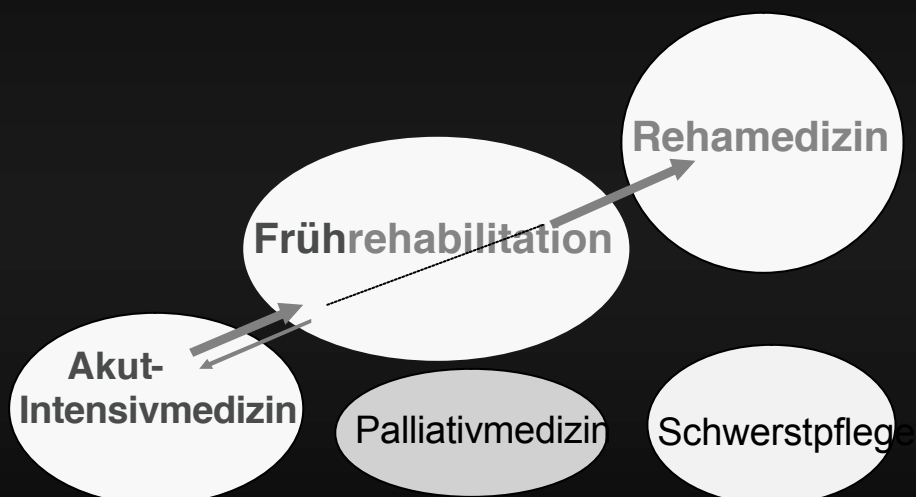 Rehamedizin
Frührehabilitation
Akut-
Intensivmedizin
Palliativmedizin
Schwerstpflege